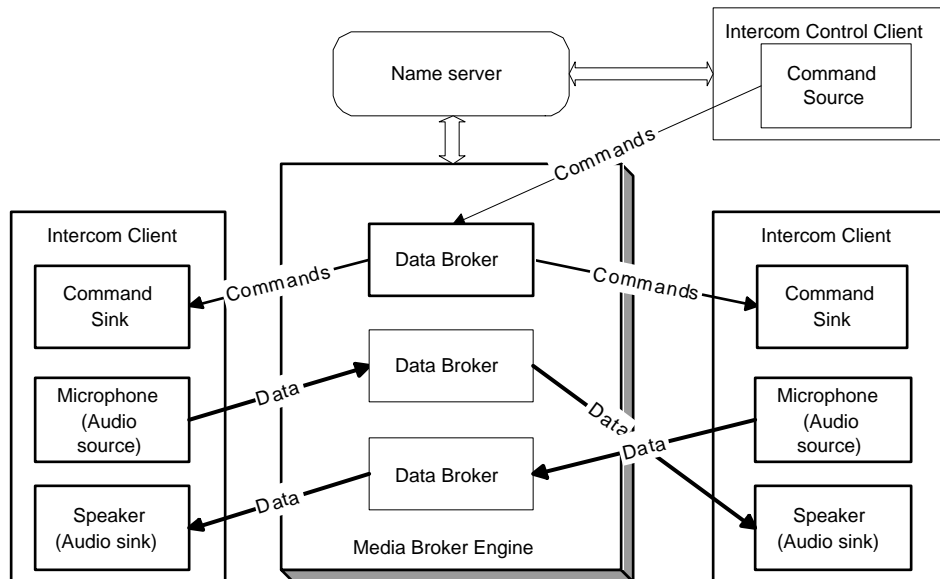 Intercom Control Client
Name server
Command
Source
Commands
Intercom Client
Intercom Client
Data Broker
Command
Sink
Commands
Commands
Command
Sink
Data Broker
Microphone
(Audio
source)
Data
Data
Microphone
(Audio
source)
Data
Data Broker
Speaker
(Audio sink)
Data
Speaker
(Audio sink)
Media Broker Engine